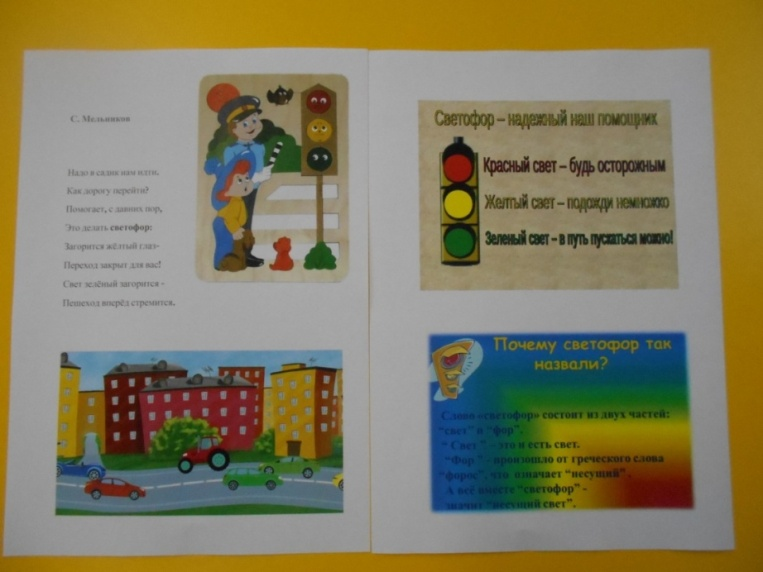 С. Мельников
Надо в садик нам идти.
Как дорогу перейти?
Помогает, с давних пор,
Это делать светофор:
Загорится жёлтый глаз-
Переход закрыт для вас!
Свет зелёный загорится -
Пешеход вперёд стремится.
Светофор – надежный наш помощник
Красный свет – будь осторожным
Желтый свет – подожди немножко
Зеленый свет – в путь пускаться можно!
Почему светофор так
назвали?
Слово «светофор» состоит из двух частей:
“свет” и “фор”.
“ Свет ” - это и есть свет.
“Фор ” - произошло от греческого слова
“форос”, что означает “несущий” .
А всё вместе “светофор” -
значит “несущий свет”.